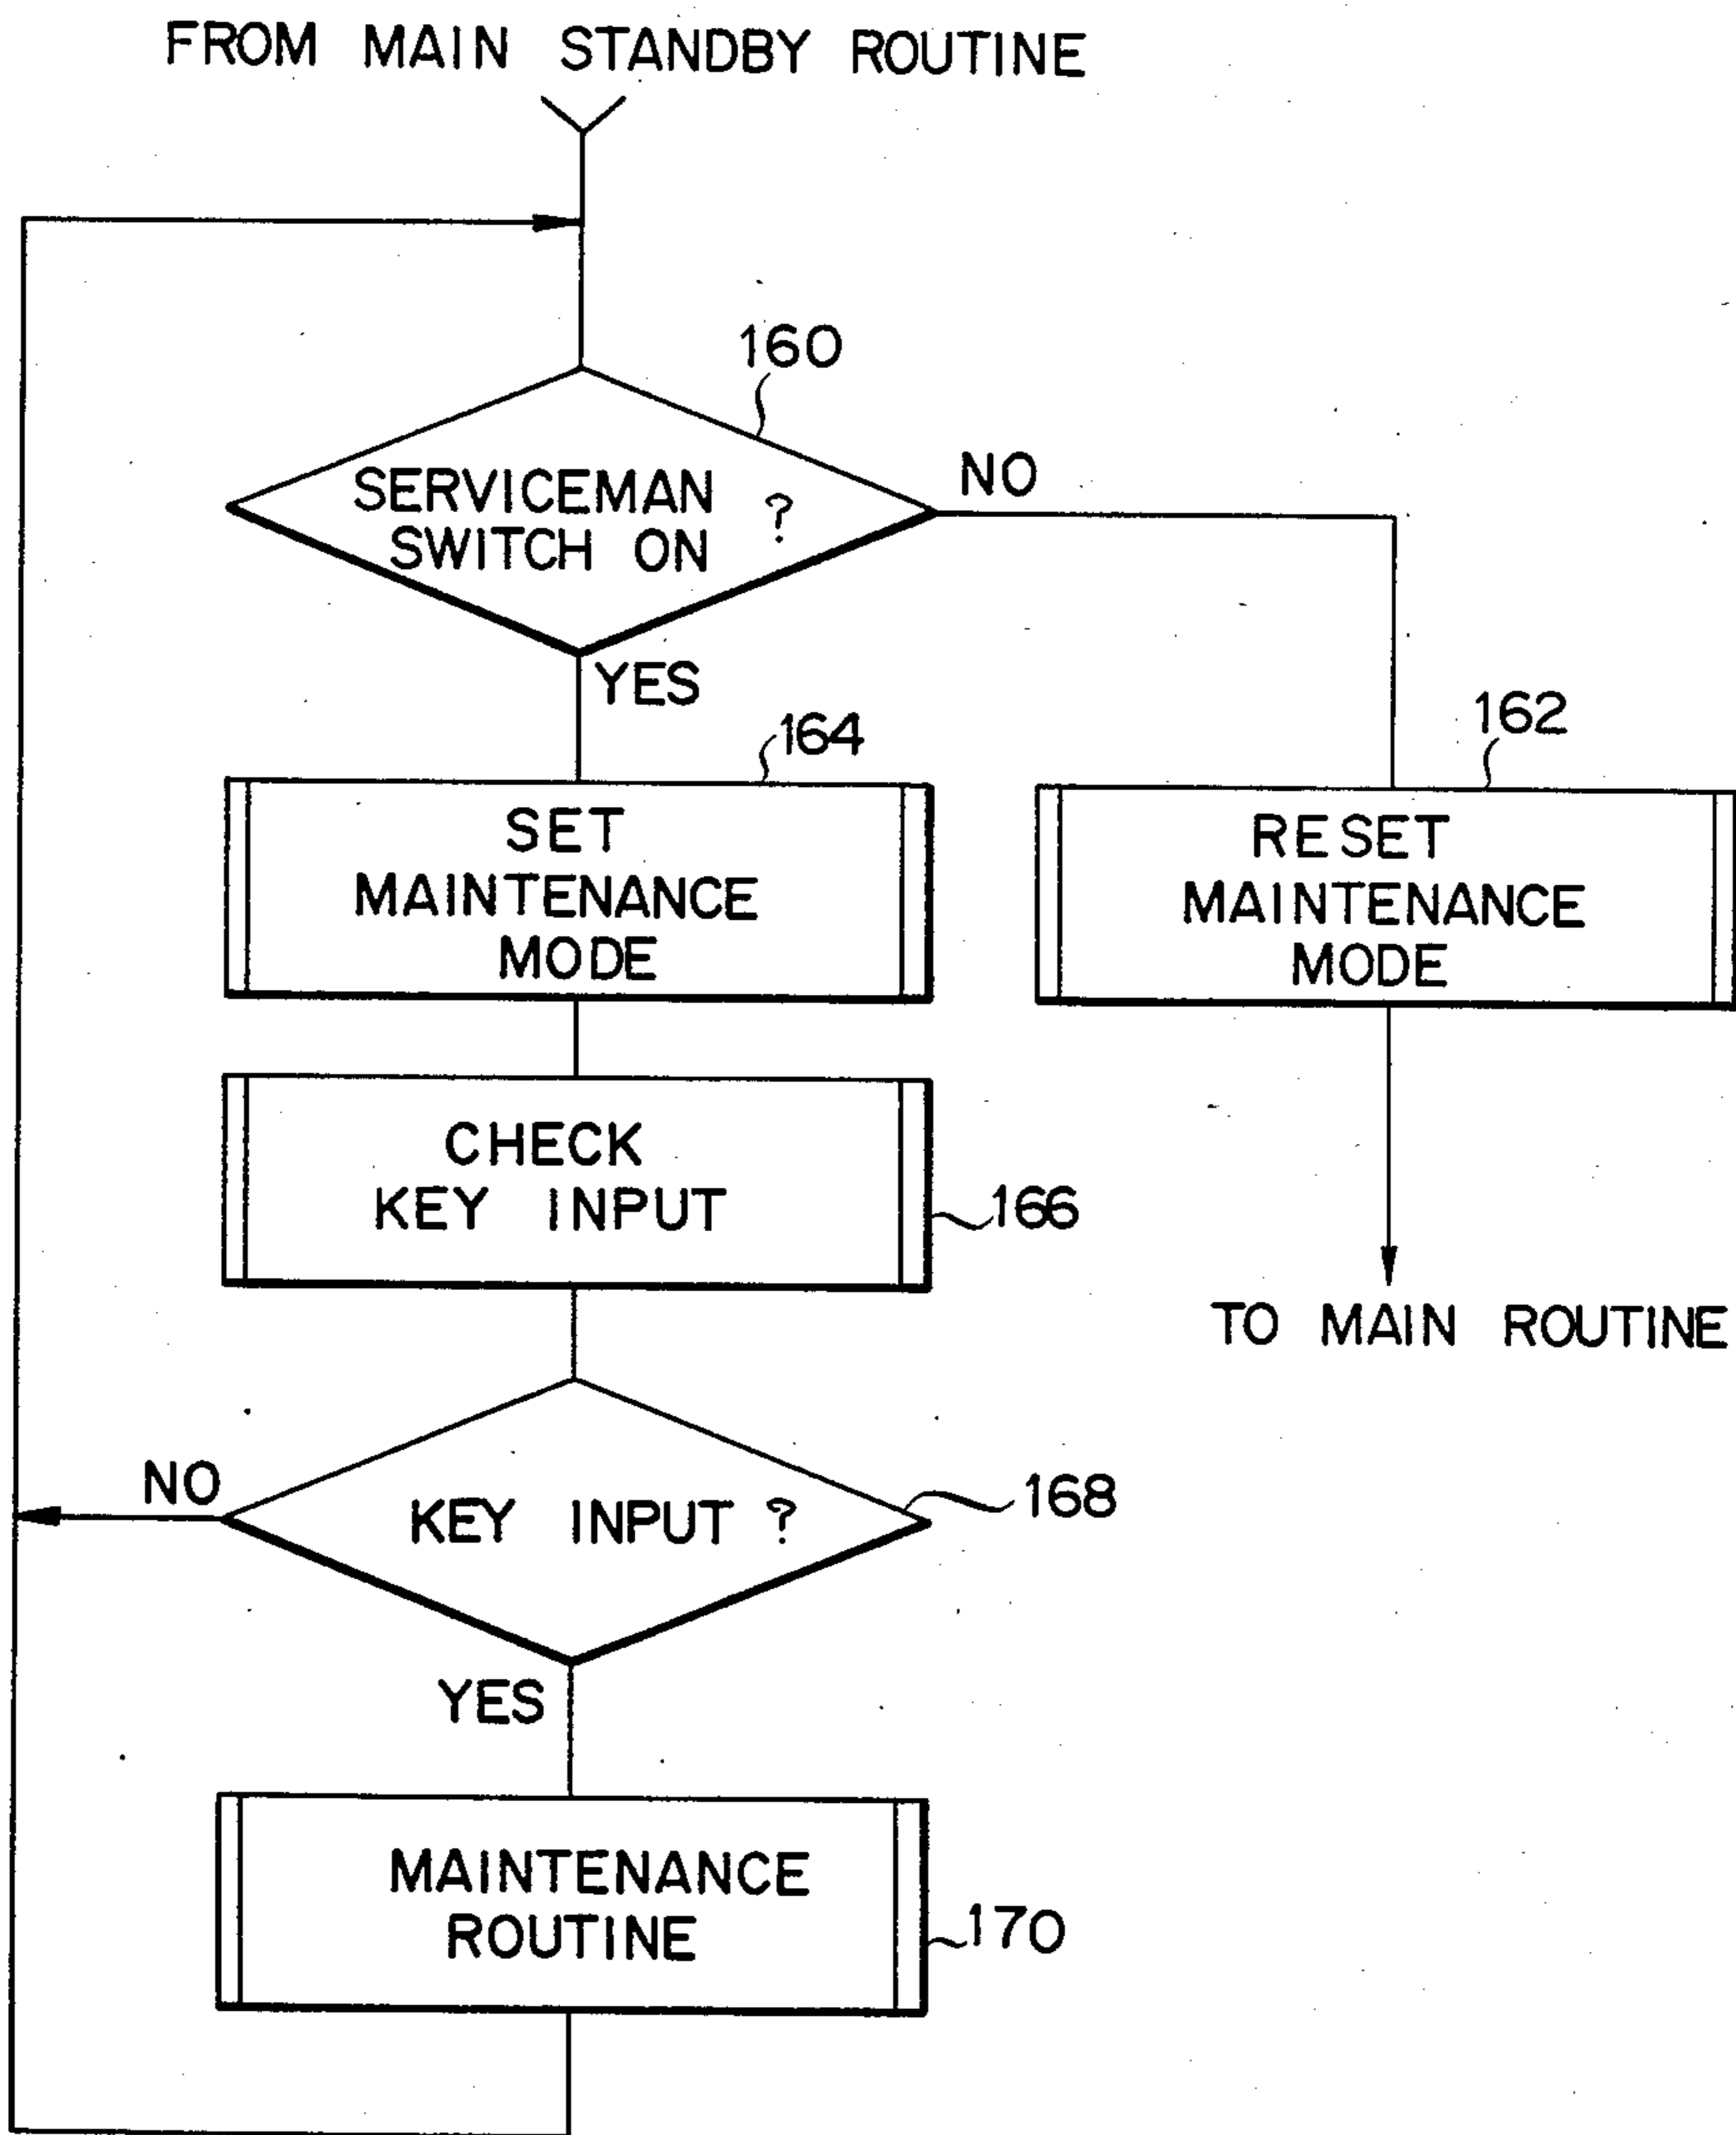 FROM MAIN STANDBY ROUTINE
160
SERVICEMAN
SWITCH ON ?
NO
YES
164
162
SET
MAINTENANCE
MODE
RESET
MAINTENANCE
MODE
CHECK
KEY INPUT
166
TO MAIN ROUTINE
NO
KEY INPUT ?
168
YES
MAINTENANCE
ROUTINE
170